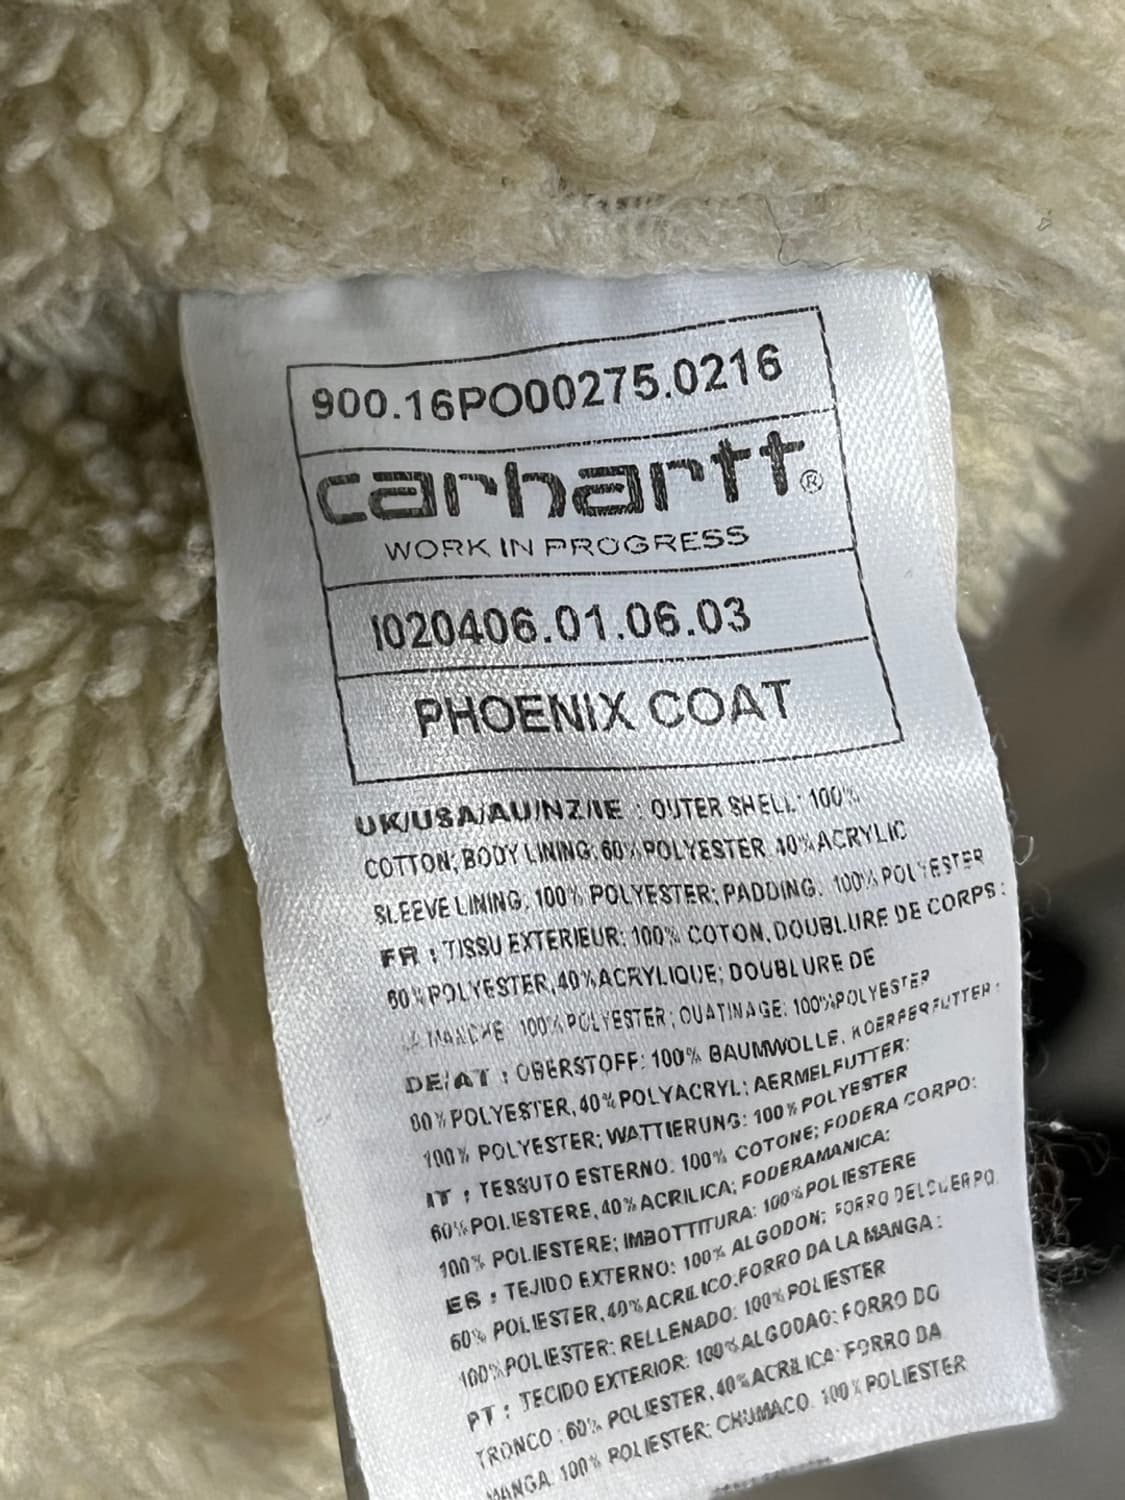 900.16PO00275.0216
carhartt®
WORK IN PROGRESS
I020406.01.06.03
PHOENIX COAT
UK/USA/AU/NZ/IE : OUTER SHELL: 100%
COTTON; BODY LINING: 60% POLYESTER 40% ACRYLIC
SLEEVE LINING: 100% POLYESTER; PADDING: 100% POLYESTER
FR : TISSU EXTERIEUR: 100% COTON, DOUBLURE DE CORPS:
60% POLYESTER, 40% ACRYLIQUE; DOUBLURE DE
LA MANCHE 100% POLYESTER; OUATINAGE: 100% POLYESTER
DE/AT : OBERSTOFF: 100% BAUMWOLLE, KOERPERFUTTER:
60% POLYESTER, 40% POLYACRYL; AERMELFUTTER:
100% POLYESTER; WATTIERUNG: 100% POLYESTER
IT : TESSUTO ESTERNO: 100% COTONE; FODERA CORPO:
60% POLIESTERE, 40% ACRILICA; FODERAMANICA:
100% POLIESTERE; IMBOTTITURA: 100% POLIESTERE
ES : TEJIDO EXTERNO: 100% ALGODON; FORRO DELCUERPO
60% POLIESTER, 40% ACRILICO, FORRO DA LA MANGA:
100% POLIESTER; RELLENADO: 100% POLIESTER
PT : TECIDO EXTERIOR: 100% ALGODAO; FORRO DO
TRONCO : 60% POLIESTER, 40% ACRILICA; FORRO DA
MANGA: 100% POLIESTER; CHUMACO. 100% POLIESTER